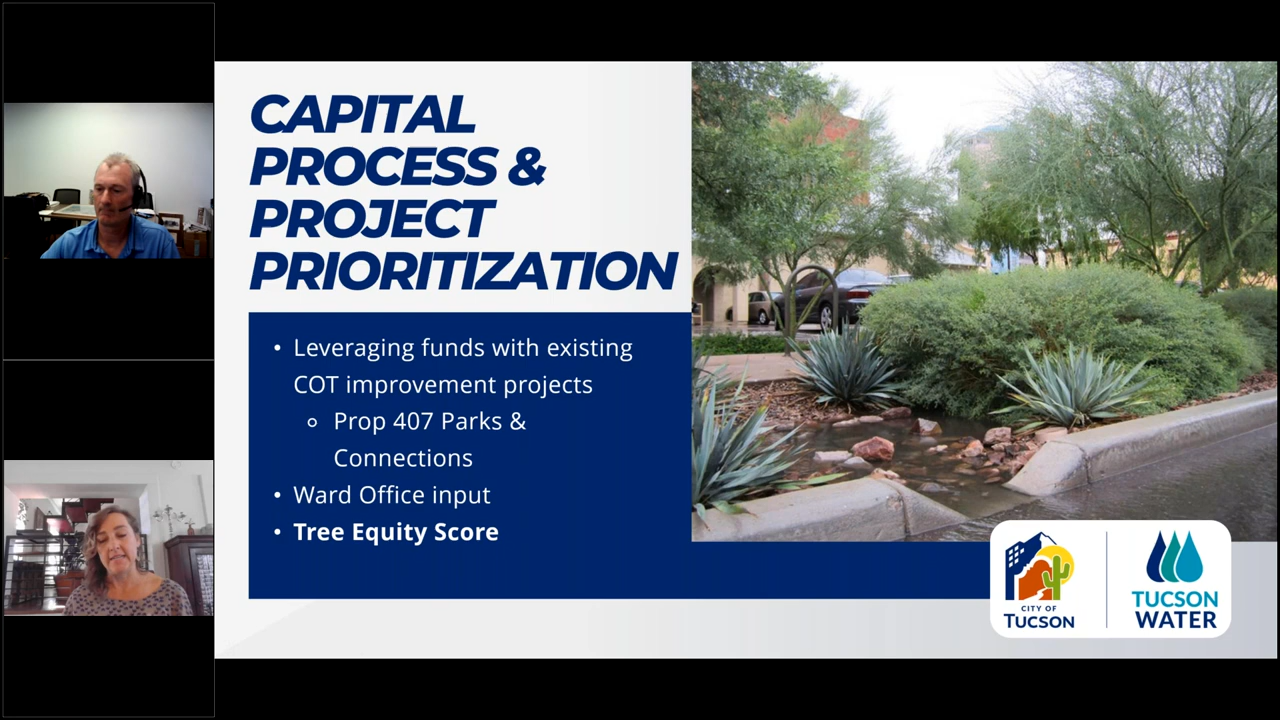 CAPITAL
PROCESS &
PROJECT
PRIORITIZATION
• Leveraging funds with existing
COT improvement projects
◦ Prop 407 Parks &
Connections
• Ward Office input
• Tree Equity Score
CITY OF
TUCSON
TUCSON
WATER